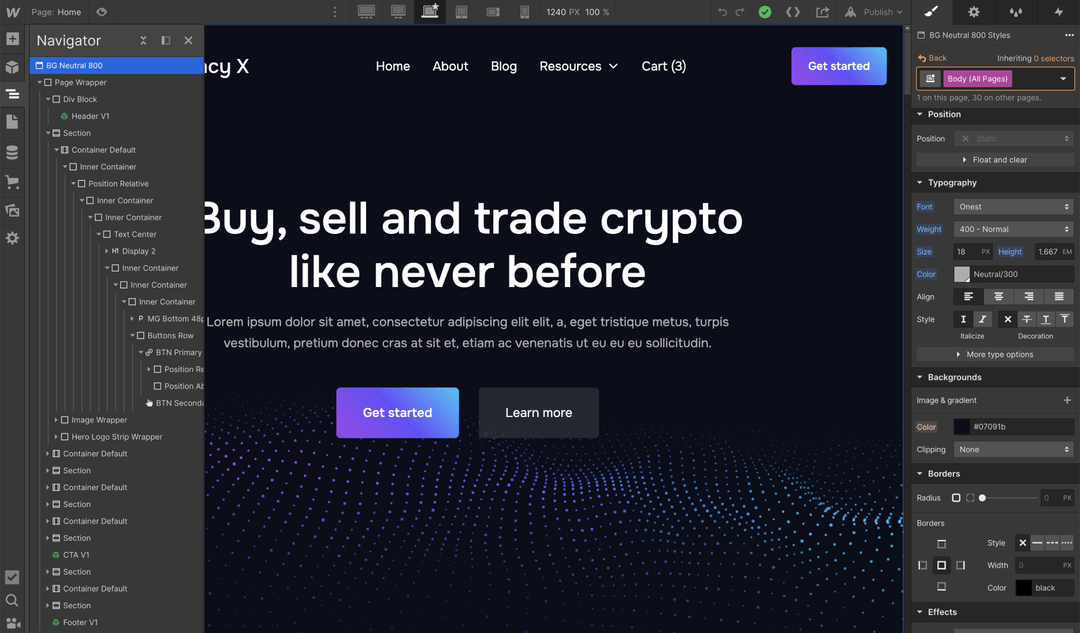 Page: Home
1240 PX 100 %
Publish
Navigator
BG Neutral 800
Page Wrapper
Div Block
Header V1
Section
Container Default
Inner Container
Position Relative
Inner Container
Inner Container
Text Center
H1 Display 2
Inner Container
Inner Container
Inner Container
P MG Bottom 48p
Buttons Row
BTN Primary
Position Re
Position Ab
BTN Seconda
Image Wrapper
Hero Logo Strip Wrapper
Container Default
Section
Container Default
Section
Container Default
Section
CTA V1
Section
Container Default
Section
Footer V1
ncy X
Home About Blog Resources Cart (3)
Get started
Buy, sell and trade crypto
like never before
Lorem ipsum dolor sit amet, consectetur adipiscing elit elit, a, eget tristique metus, turpis
vestibulum, pretium donec cras at sit et, etiam ac venenatis ut eu eu eu sollicitudin.
Get started Learn more
BG Neutral 800 Styles
Back Inheriting 0 selectors
Body (All Pages)
1 on this page, 30 on other pages.
Position
Position Static
Float and clear
Typography
Font Onest
Weight 400 - Normal
Size 18 PX Height 1.667 EM
Color Neutral/300
Align
Style
Italicize Decoration
More type options
Backgrounds
Image & gradient
Color #07091b
Clipping None
Borders
Radius 0 PX
Borders
Style
Width 0 PX
Color black
Effects